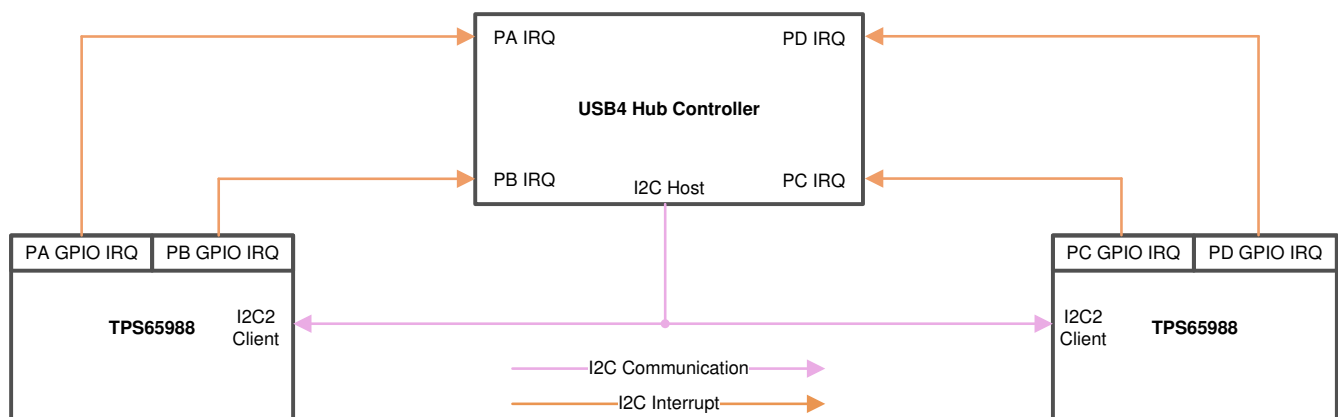 PA IRQ
PD IRQ
USB4 Hub Controller
PB IRQ
I2C Host
PC IRQ
PA GPIO IRQ
PB GPIO IRQ
PC GPIO IRQ
PD GPIO IRQ
TPS65988
I2C2
Client
I2C2
Client
TPS65988
I2C Communication
I2C Interrupt